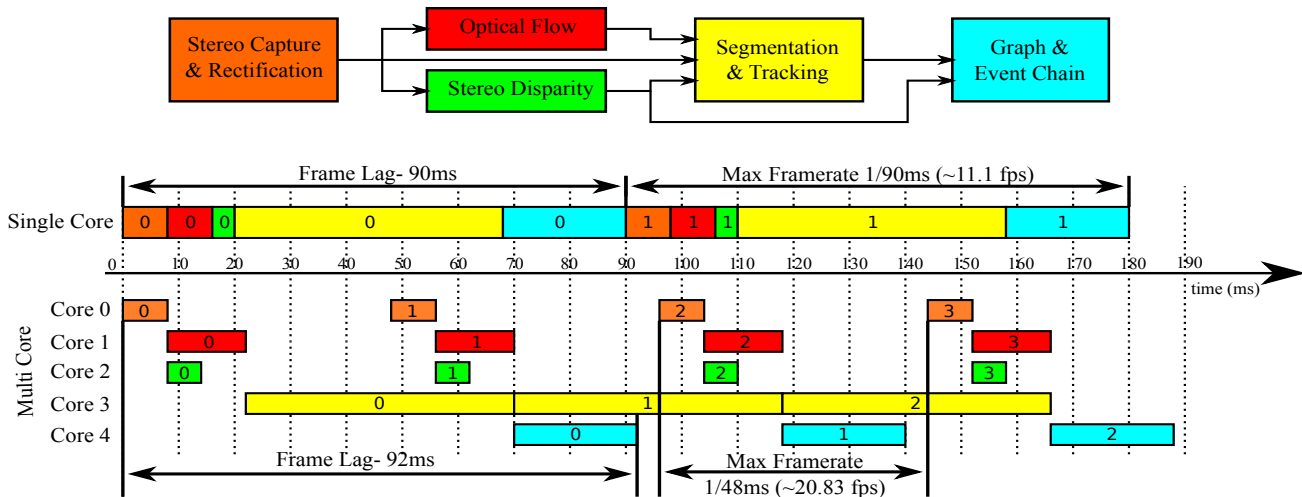 Stereo Capture
& Rectification
Optical Flow
Stereo Disparity
Segmentation
& Tracking
Graph &
Event Chain
Frame Lag- 90ms
Max Framerate 1/90ms (~11.1 fps)
Single Core
0 0 0 0 0 1 1 1 1 1
0 10 20 30 40 50 60 70 80 90 100 110 120 130 140 150 160 170 180 190
time (ms)
Multi Core
Core 0
0 1 2 3
Core 1
0 1 2 3
Core 2
0 1 2 3
Core 3
0 1 2
Core 4
0 1 2
Frame Lag- 92ms
Max Framerate
1/48ms (~20.83 fps)